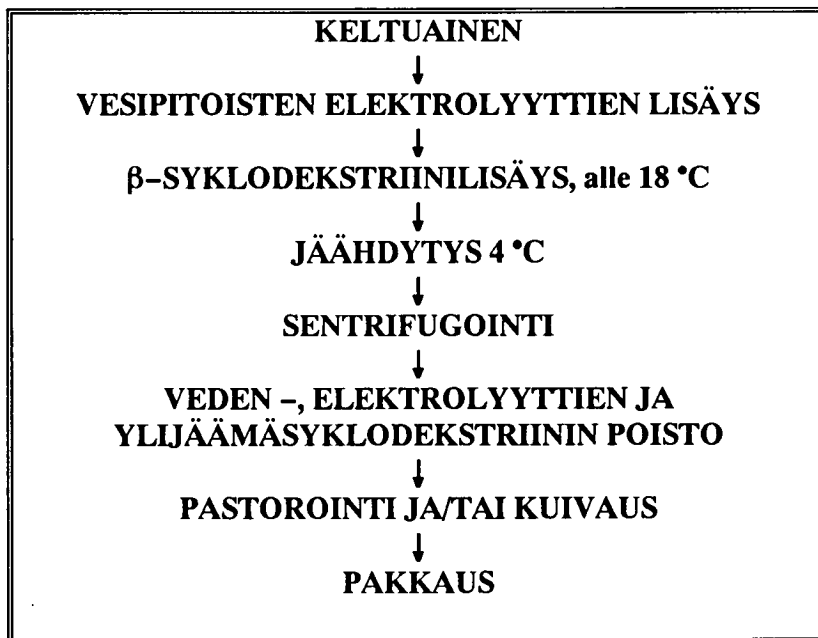 KELTUAINEN
↓
VESIPITOISTEN ELEKTROLYYTTIEN LISÄYS
↓
β–SYKLODEKSTRIINILISÄYS, alle 18 °C
↓
JÄÄHDYTYS 4 °C
↓
SENTRIFUGOINTI
↓
VEDEN –, ELEKTROLYYTTIEN JA
YLIJÄÄMÄSYKLODEKSTRIININ POISTO
↓
PASTOROINTI JA/TAI KUIVAUS
↓
PAKKAUS